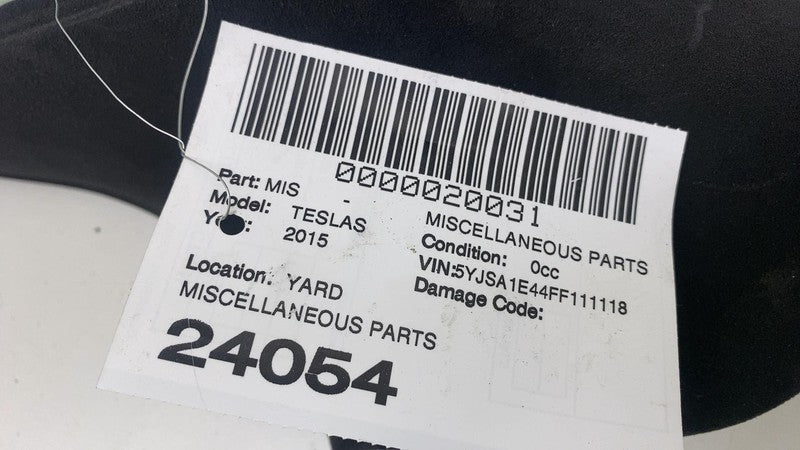 0000020031
Part: MIS - MISCELLANEOUS PARTS
Model: TESLAS Condition: 0cc
2015 VIN:5YJSA1E44FF111118
Damage Code:
Location: YARD
MISCELLANEOUS PARTS
24054